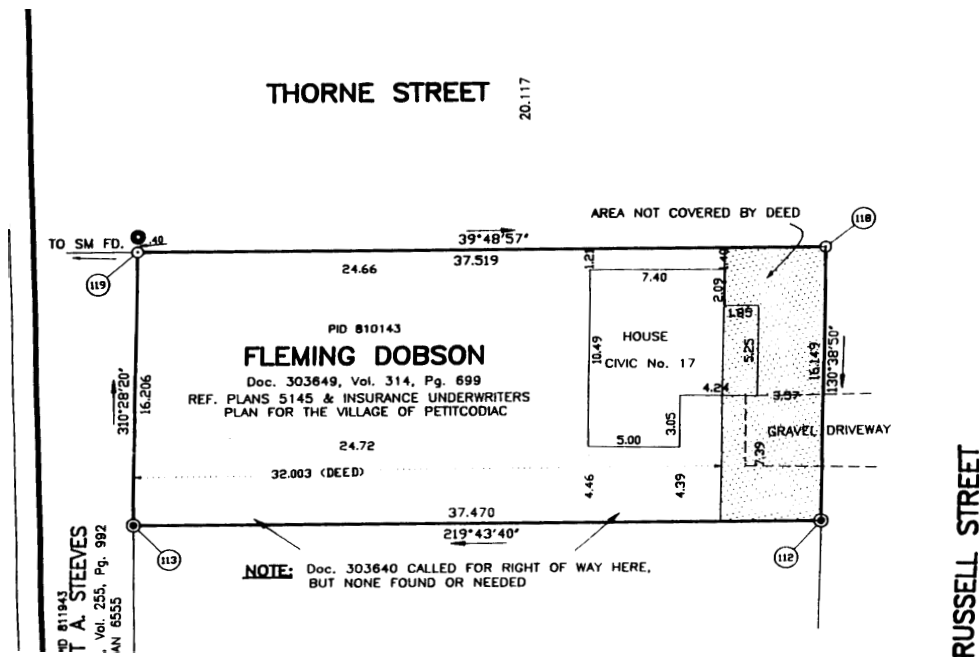 THORNE STREET
20.117
AREA NOT COVERED BY DEED
118
TO SM FD.
.40
39°48'57"
37.519
119
24.66
1.40
7.40
2.09
1.85
PID 810143
FLEMING DOBSON
Doc. 303649, Vol. 314, Pg. 699
REF. PLANS 5145 & INSURANCE UNDERWRITERS
PLAN FOR THE VILLAGE OF PETITCODIAC
HOUSE
CIVIC No. 17
10.49
5.25
16.149
130°38'50"
310°28'20"
16.206
4.24
3.57
3.05
GRAVEL DRIVEWAY
7.39
24.72
5.00
32.003 (DEED)
4.46
4.39
37.470
219°43'40"
113
112
NOTE: Doc. 303640 CALLED FOR RIGHT OF WAY HERE,
BUT NONE FOUND OR NEEDED
PID 811943
T A. STEEVES
Vol. 255, Pg. 992
AN 6555
RUSSELL STREET